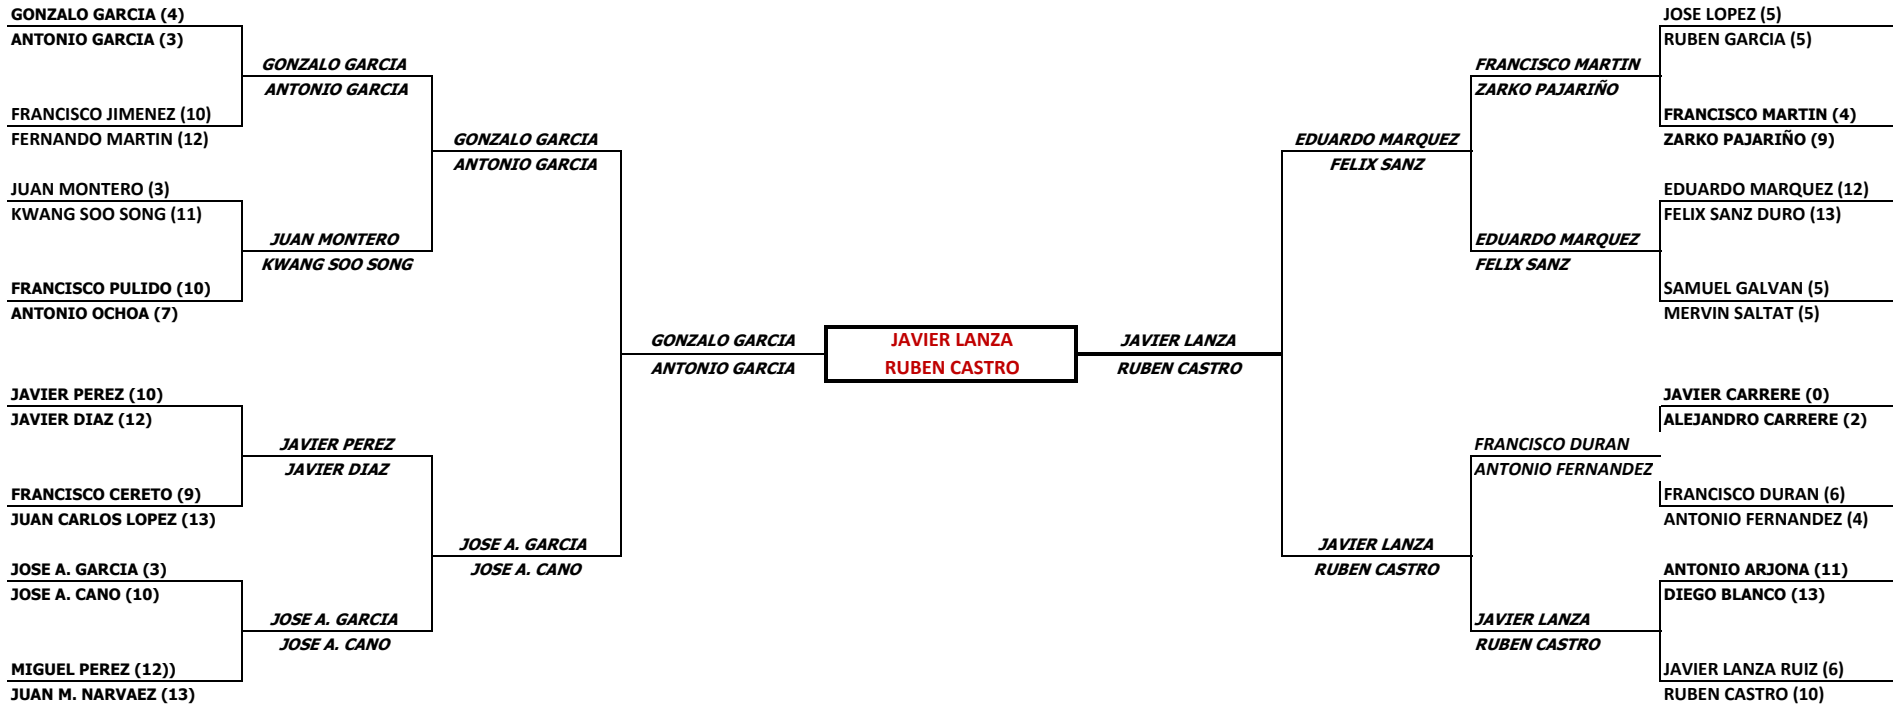 GONZALO GARCIA (4)
ANTONIO GARCIA (3)
FRANCISCO JIMENEZ (10)
FERNANDO MARTIN (12)
JUAN MONTERO (3)
KWANG SOO SONG (11)
FRANCISCO PULIDO (10)
ANTONIO OCHOA (7)
JAVIER PEREZ (10)
JAVIER DIAZ (12)
FRANCISCO CERETO (9)
JUAN CARLOS LOPEZ (13)
JOSE A. GARCIA (3)
JOSE A. CANO (10)
MIGUEL PEREZ (12))
JUAN M. NARVAEZ (13)
GONZALO GARCIA
ANTONIO GARCIA
JUAN MONTERO
KWANG SOO SONG
JAVIER PEREZ
JAVIER DIAZ
JOSE A. GARCIA
JOSE A. CANO
GONZALO GARCIA
ANTONIO GARCIA
JOSE A. GARCIA
JOSE A. CANO
GONZALO GARCIA
ANTONIO GARCIA
JAVIER LANZA
RUBEN CASTRO
JAVIER LANZA
RUBEN CASTRO
EDUARDO MARQUEZ
FELIX SANZ
JAVIER LANZA
RUBEN CASTRO
FRANCISCO MARTIN
ZARKO PAJARIÑO
EDUARDO MARQUEZ
FELIX SANZ
FRANCISCO DURAN
ANTONIO FERNANDEZ
JAVIER LANZA
RUBEN CASTRO
JOSE LOPEZ (5)
RUBEN GARCIA (5)
FRANCISCO MARTIN (4)
ZARKO PAJARIÑO (9)
EDUARDO MARQUEZ (12)
FELIX SANZ DURO (13)
SAMUEL GALVAN (5)
MERVIN SALTAT (5)
JAVIER CARRERE (0)
ALEJANDRO CARRERE (2)
FRANCISCO DURAN (6)
ANTONIO FERNANDEZ (4)
ANTONIO ARJONA (11)
DIEGO BLANCO (13)
JAVIER LANZA RUIZ (6)
RUBEN CASTRO (10)